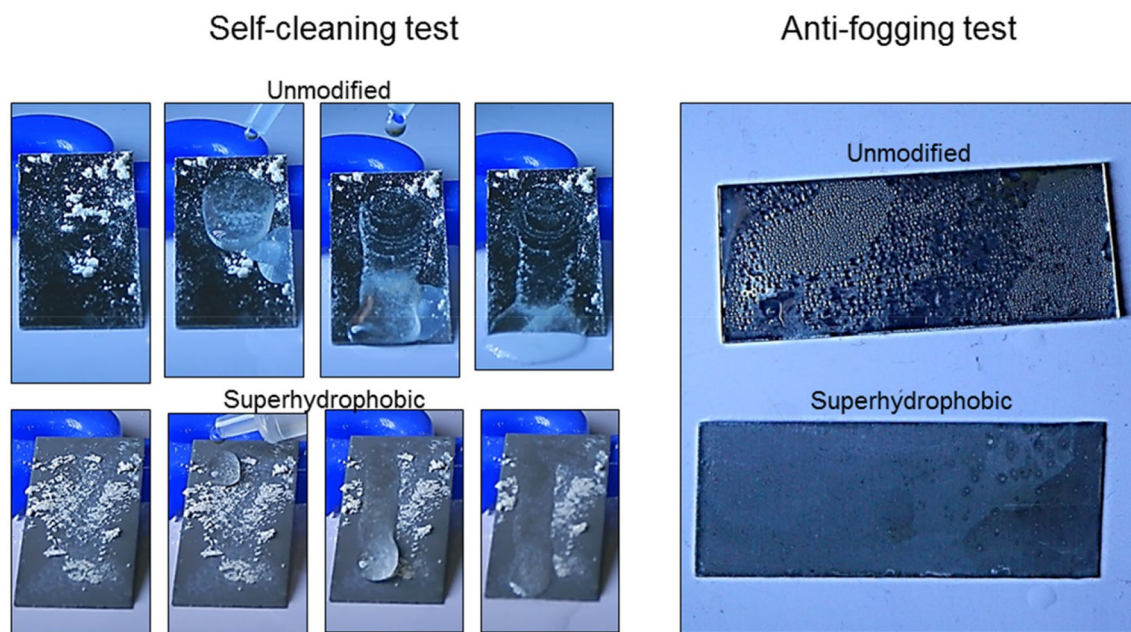 Self-cleaning test
Anti-fogging test
Unmodified
Unmodified
Superhydrophobic
Superhydrophobic